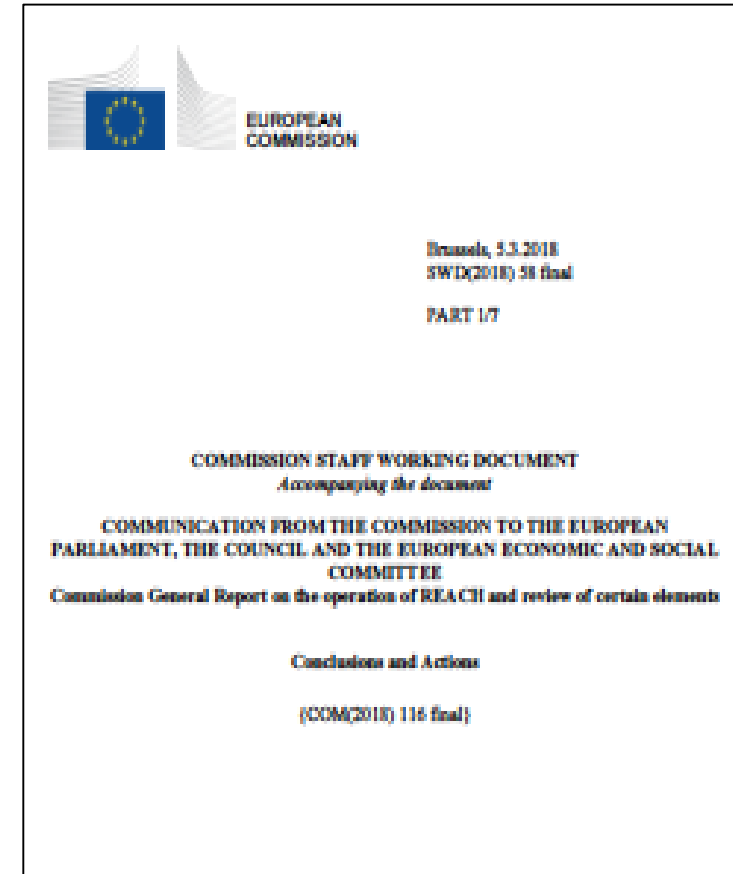 EUROPEAN
COMMISSION
Brussels, 5.3.2018
SWD(2018) 58 final
PART 1/7
COMMISSION STAFF WORKING DOCUMENT
Accompanying the document
COMMUNICATION FROM THE COMMISSION TO THE EUROPEAN
PARLIAMENT, THE COUNCIL AND THE EUROPEAN ECONOMIC AND SOCIAL
COMMITTEE
Commission General Report on the operation of REACH and review of certain elements
Conclusions and Actions
{COM(2018) 116 final}